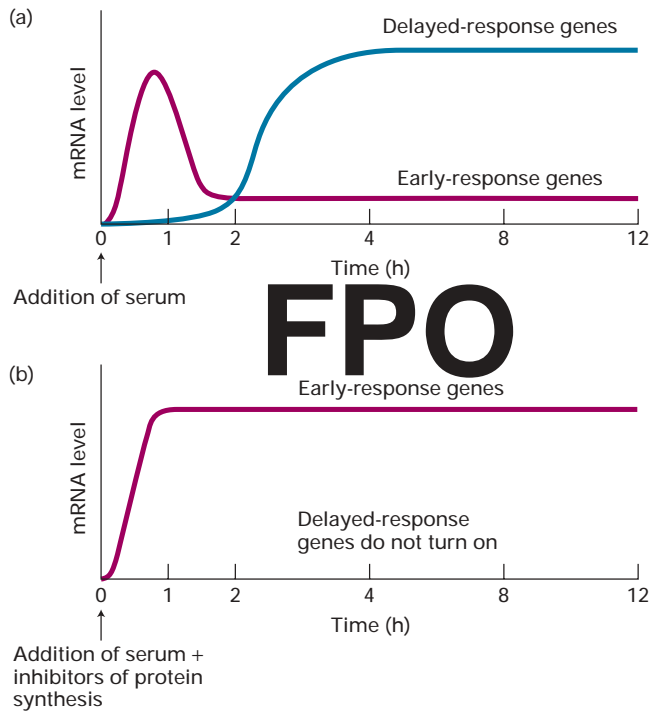 (a)
Delayed-response genes
mRNA level
Early-response genes
0 1 2 4 8 12
Time (h)
Addition of serum
FPO
(b)
Early-response genes
mRNA level
Delayed-response
genes do not turn on
0 1 2 4 8 12
Time (h)
Addition of serum +
inhibitors of protein
synthesis